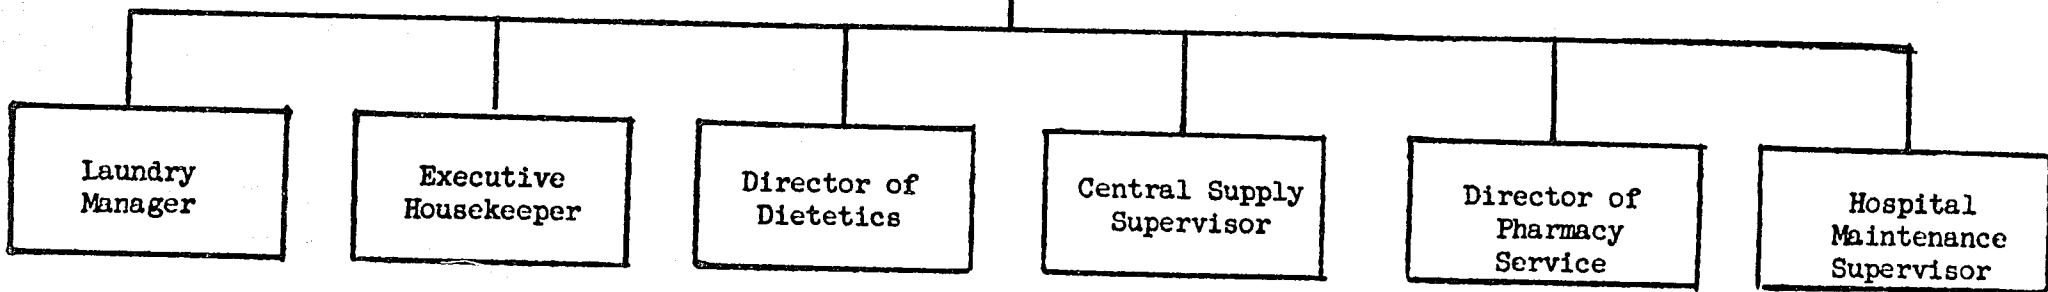 Laundry
Manager
Executive
Housekeeper
Director of
Dietetics
Central Supply
Supervisor
Director of
Pharmacy
Service
Hospital
Maintenance
Supervisor